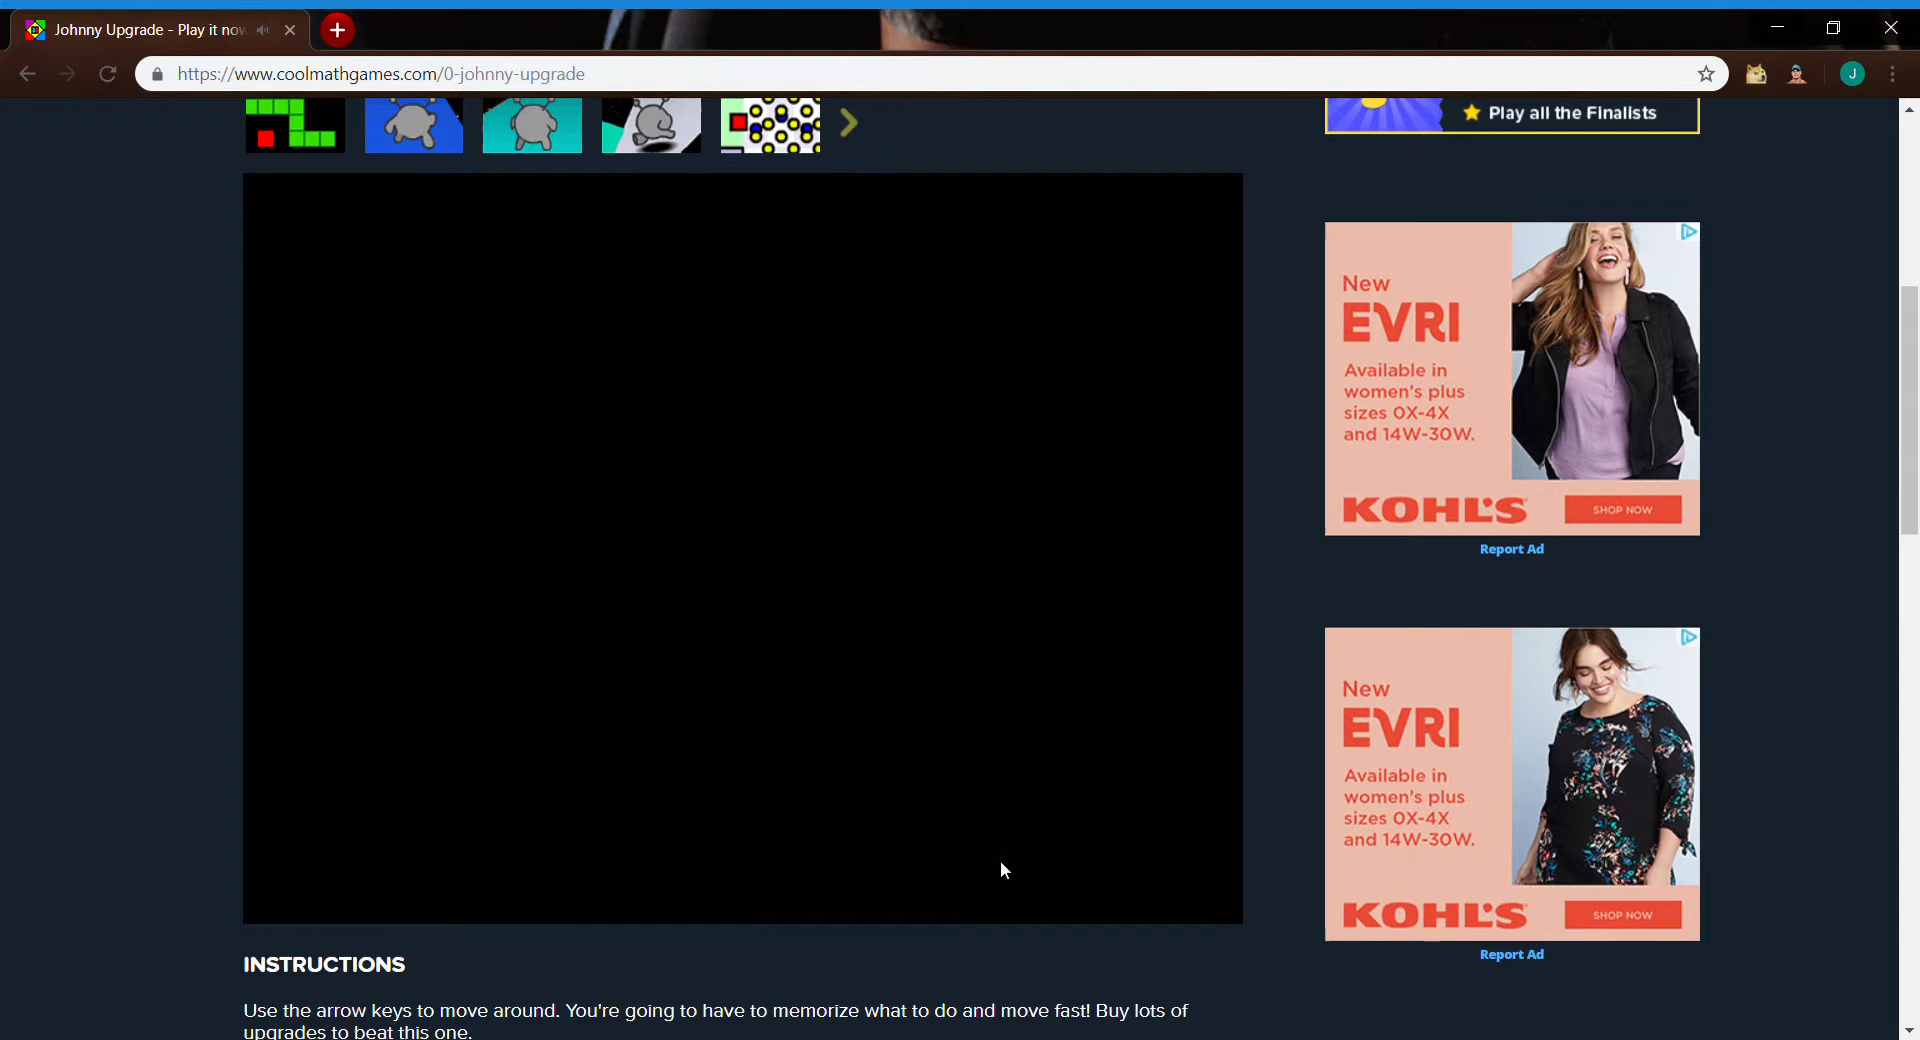 Johnny Upgrade - Play it now
https://www.coolmathgames.com/0-johnny-upgrade
J
Play all the Finalists
New
EVRI
Available in
women's plus
sizes 0X-4X
and 14W-30W.
KOHL'S
SHOP NOW
Report Ad
New
EVRI
Available in
women's plus
sizes 0X-4X
and 14W-30W.
KOHL'S
SHOP NOW
Report Ad
INSTRUCTIONS
Use the arrow keys to move around. You're going to have to memorize what to do and move fast! Buy lots of
upgrades to beat this one.